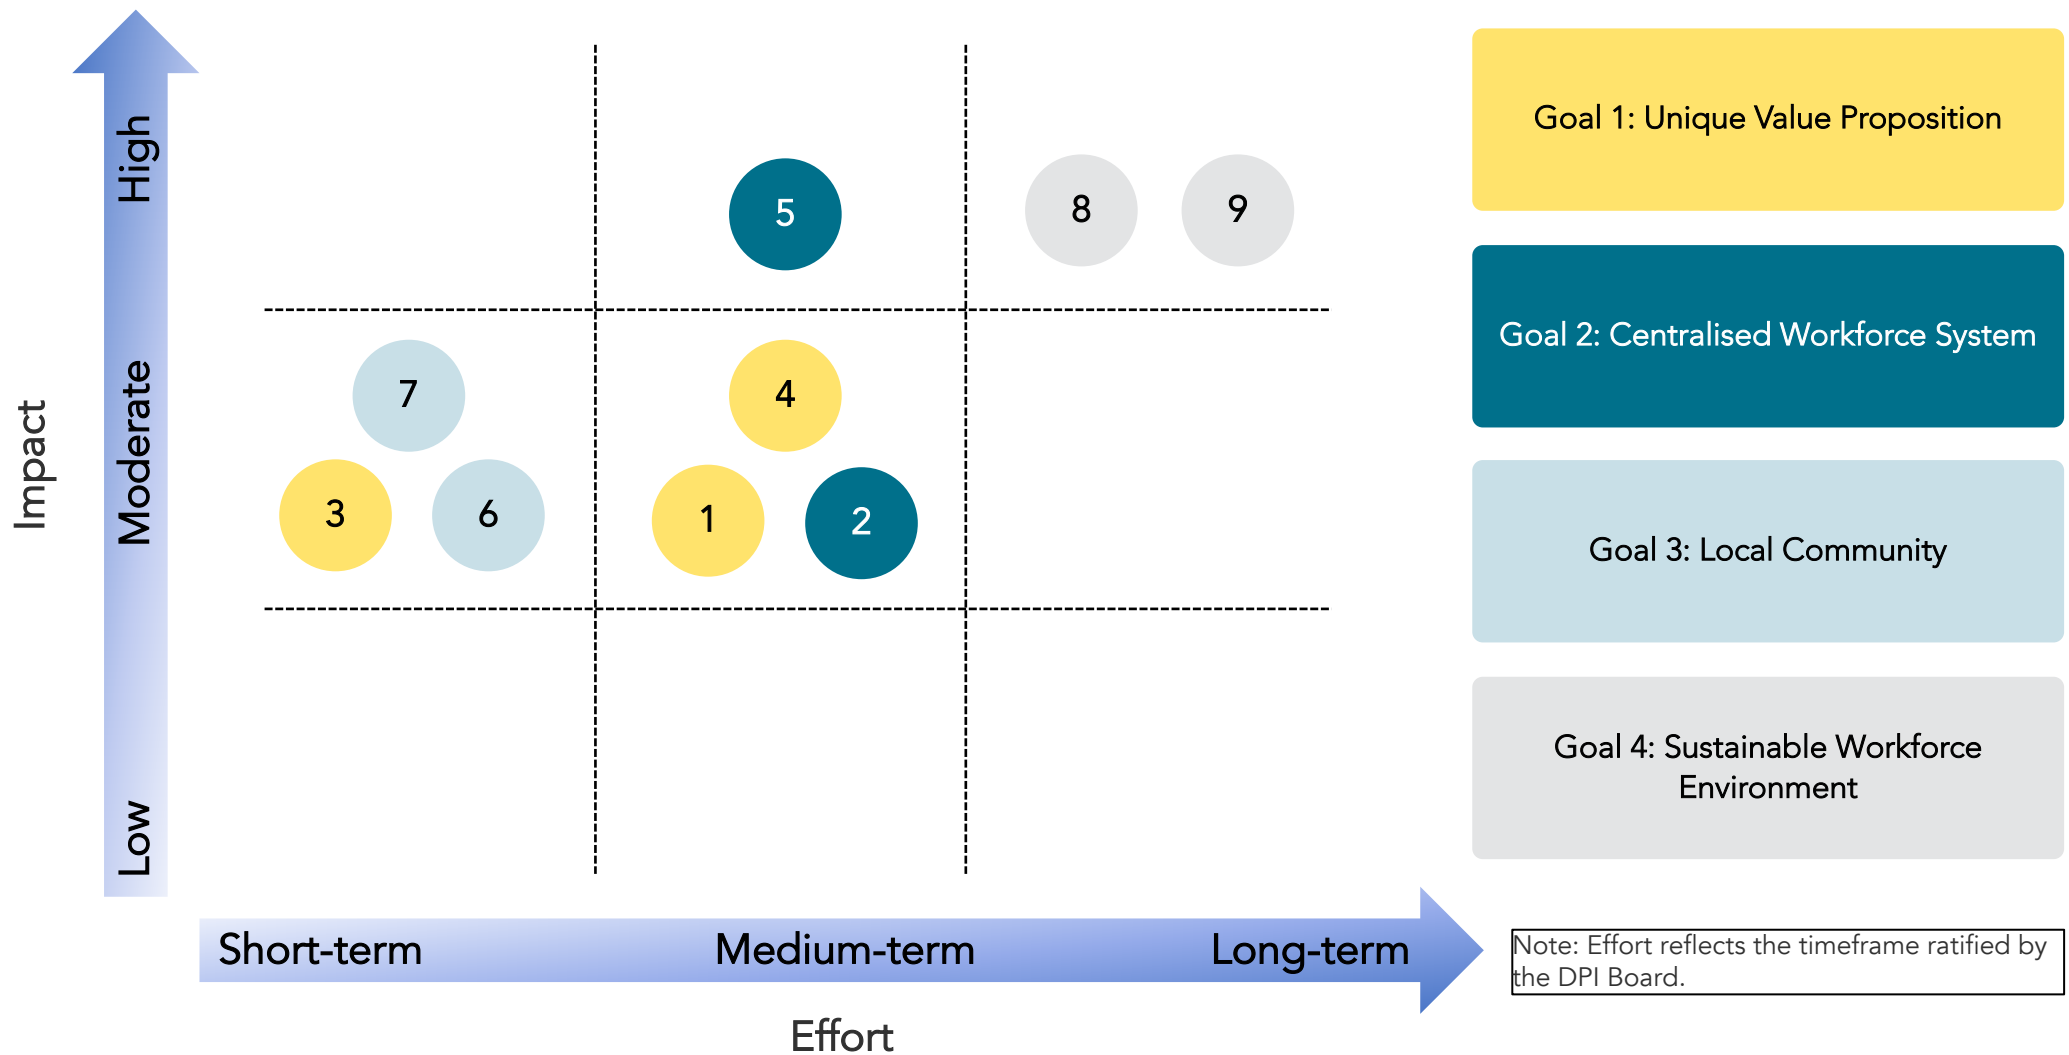 High
Moderate
Low
Impact
5
8
9
7
4
3
6
1
2
Short-term
Medium-term
Long-term
Effort
Goal 1: Unique Value Proposition
Goal 2: Centralised Workforce System
Goal 3: Local Community
Goal 4: Sustainable Workforce
Environment
Note: Effort reflects the timeframe ratified by
the DPI Board.